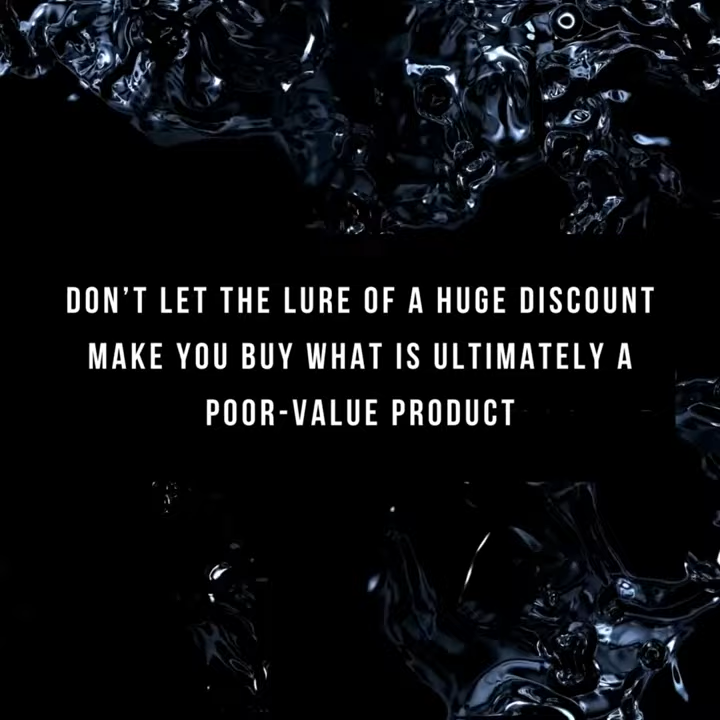 DON’T LET THE LURE OF A HUGE DISCOUNT
MAKE YOU BUY WHAT IS ULTIMATELY A
POOR-VALUE PRODUCT